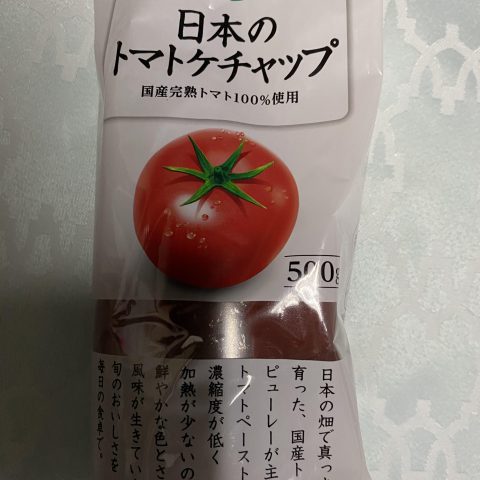 日本の
トマトケチャップ
国産完熟トマト100%使用
500g
日本の畑で真っ
育った、国産ト
ピューレーが主
トマトペースト
濃縮度が低く
加熱が少ないの
鮮やかな色とさ
風味が生きてい
旬のおいしさを
毎日の食卓で。